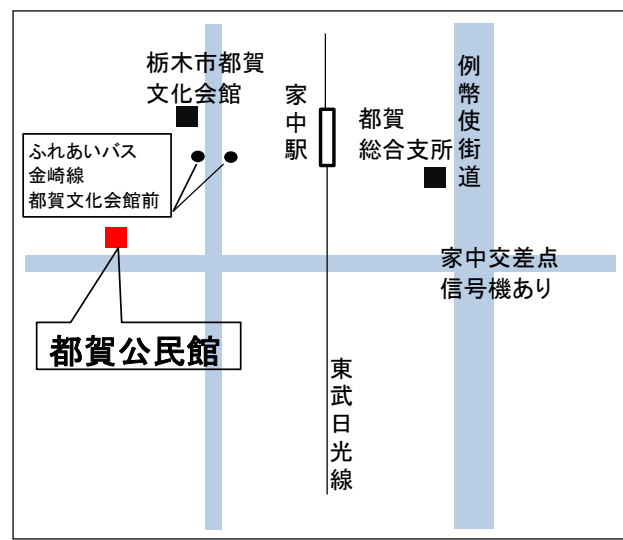 栃木市都賀
文化会館
家中駅
都賀
総合支所
例幣使街道
ふれあいバス
金崎線
都賀文化会館前
家中交差点
信号機あり
都賀公民館
東武日光線